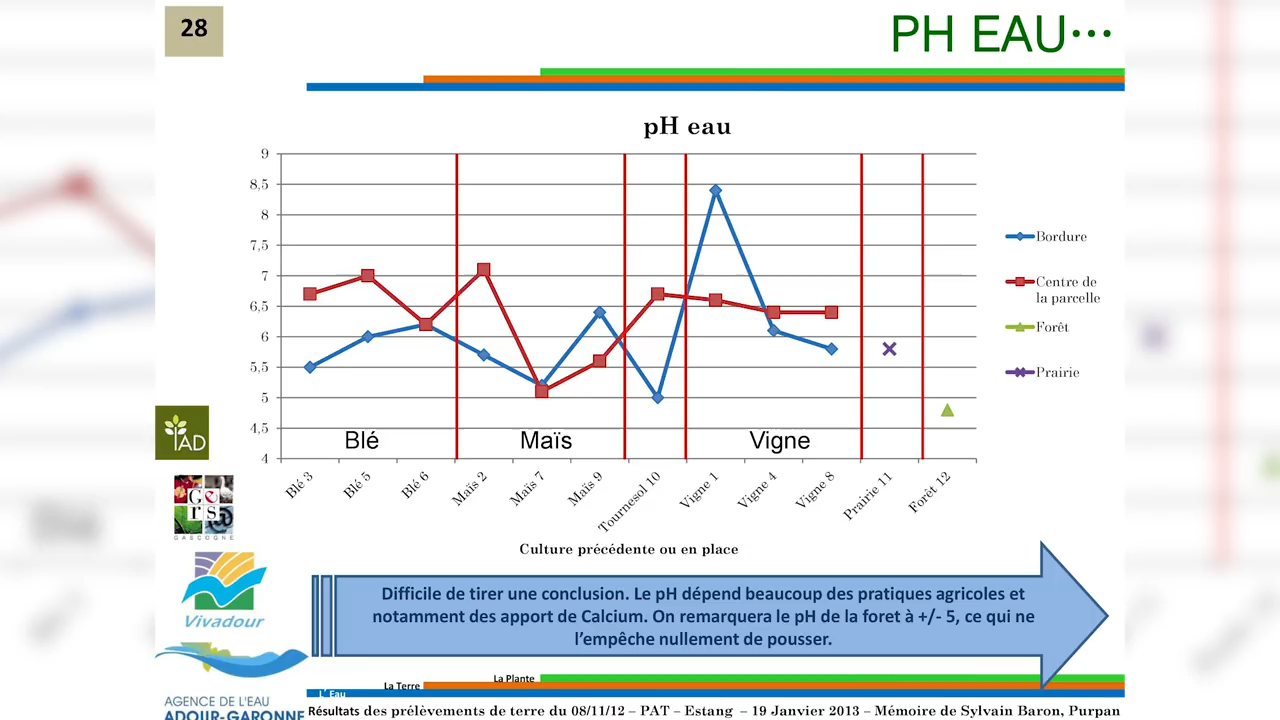 28
PH EAU...
pH eau
9
8,5
8
7,5
7
6,5
6
5,5
5
4,5
4
Bordure
Centre de
la parcelle
Forêt
Prairie
Blé
Maïs
Vigne
Blé 3
Blé 5
Blé 6
Maïs 2
Maïs 7
Maïs 9
Tournesol 10
Vigne 1
Vigne 4
Vigne 8
Prairie 11
Forêt 12
Culture précédente ou en place
IAD
Gers
GASCOGNE
Vivadour
AGENCE DE L'EAU
ADOUR-GARONNE
Difficile de tirer une conclusion. Le pH dépend beaucoup des pratiques agricoles et
notamment des apport de Calcium. On remarquera le pH de la foret à +/- 5, ce qui ne
l'empêche nullement de pousser.
La Plante
La Terre
L' Eau
Résultats des prélèvements de terre du 08/11/12 – PAT – Estang – 19 Janvier 2013 – Mémoire de Sylvain Baron, Purpan